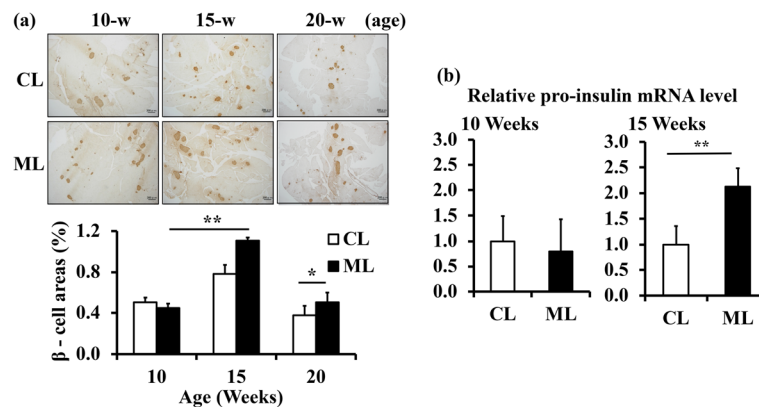 (a) 10-w 15-w 20-w (age)
CL
ML
β - cell areas (%)
1.2
0.8
0.4
0.0
**
*
CL
ML
10 15 20
Age (Weeks)
(b)
Relative pro-insulin mRNA level
10 Weeks
3.0
2.5
2.0
1.5
1.0
0.5
0.0
CL ML
15 Weeks
3.0
2.5
2.0
1.5
1.0
0.5
0.0
**
CL ML